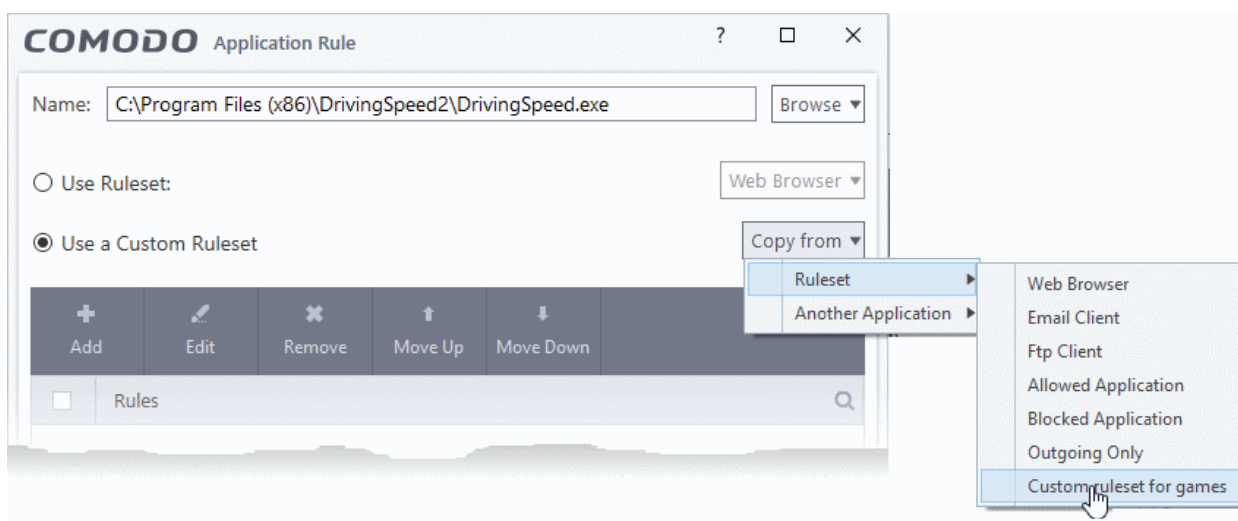 COMODO Application Rule ?
Name: C:\Program Files (x86)\DrivingSpeed2\DrivingSpeed.exe Browse
Use Ruleset: Web Browser
Use a Custom Ruleset Copy from
Ruleset
Another Application
Web Browser
Email Client
Ftp Client
Allowed Application
Blocked Application
Outgoing Only
Custom ruleset for games
Add Edit Remove Move Up Move Down
Rules